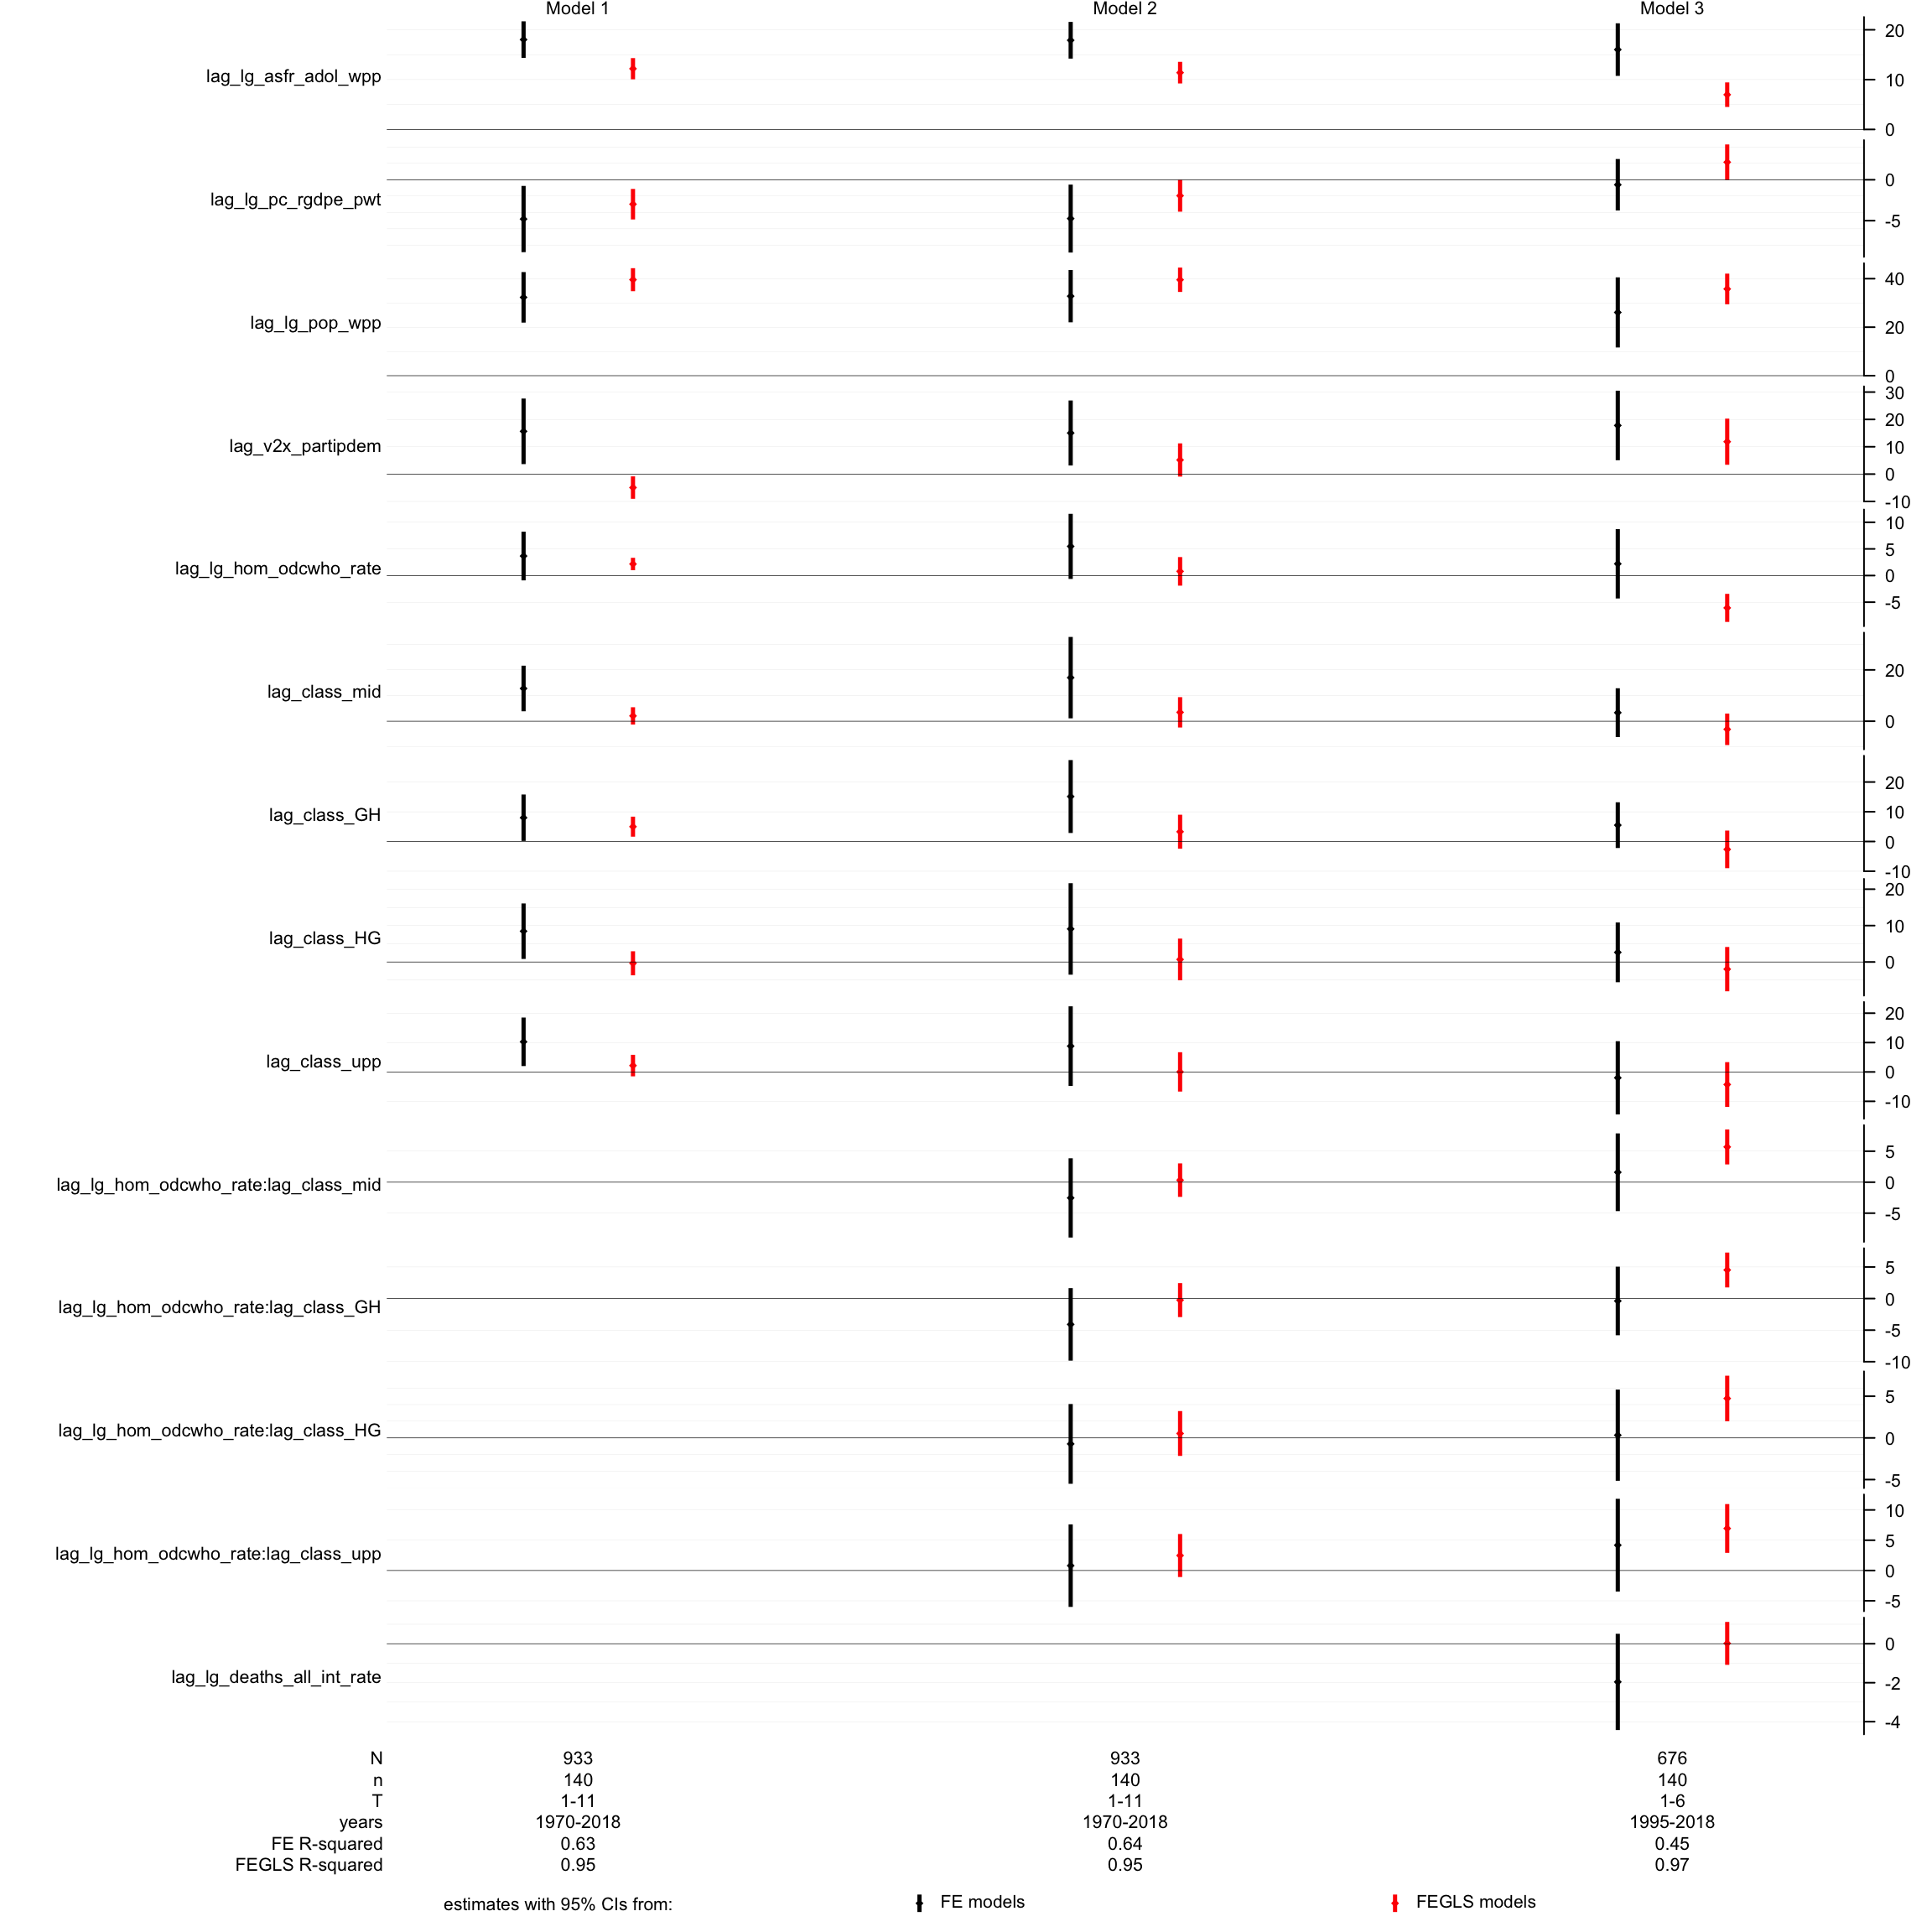 Model 1 Model 2 Model 3
lag_lg_asfr_adol_wpp 20 10 0
lag_lg_pc_rgdpe_pwt 0 -5
lag_lg_pop_wpp 40 20 0
lag_v2x_partipdem 30 20 10 0 -10
lag_lg_hom_odcwho_rate 10 5 0 -5
lag_class_mid 20 0
lag_class_GH 20 10 0 -10
lag_class_HG 20 10 0
lag_class_upp 20 10 0 -10
lag_lg_hom_odcwho_rate:lag_class_mid 5 0 -5
lag_lg_hom_odcwho_rate:lag_class_GH 5 0 -5 -10
lag_lg_hom_odcwho_rate:lag_class_HG 5 0 -5
lag_lg_hom_odcwho_rate:lag_class_upp 10 5 0 -5
lag_lg_deaths_all_int_rate 0 -2 -4
N 933 933 676
n 140 140 140
T 1-11 1-11 1-6
years 1970-2018 1970-2018 1995-2018
FE R-squared 0.63 0.64 0.45
FEGLS R-squared 0.95 0.95 0.97
estimates with 95% CIs from: FE models FEGLS models